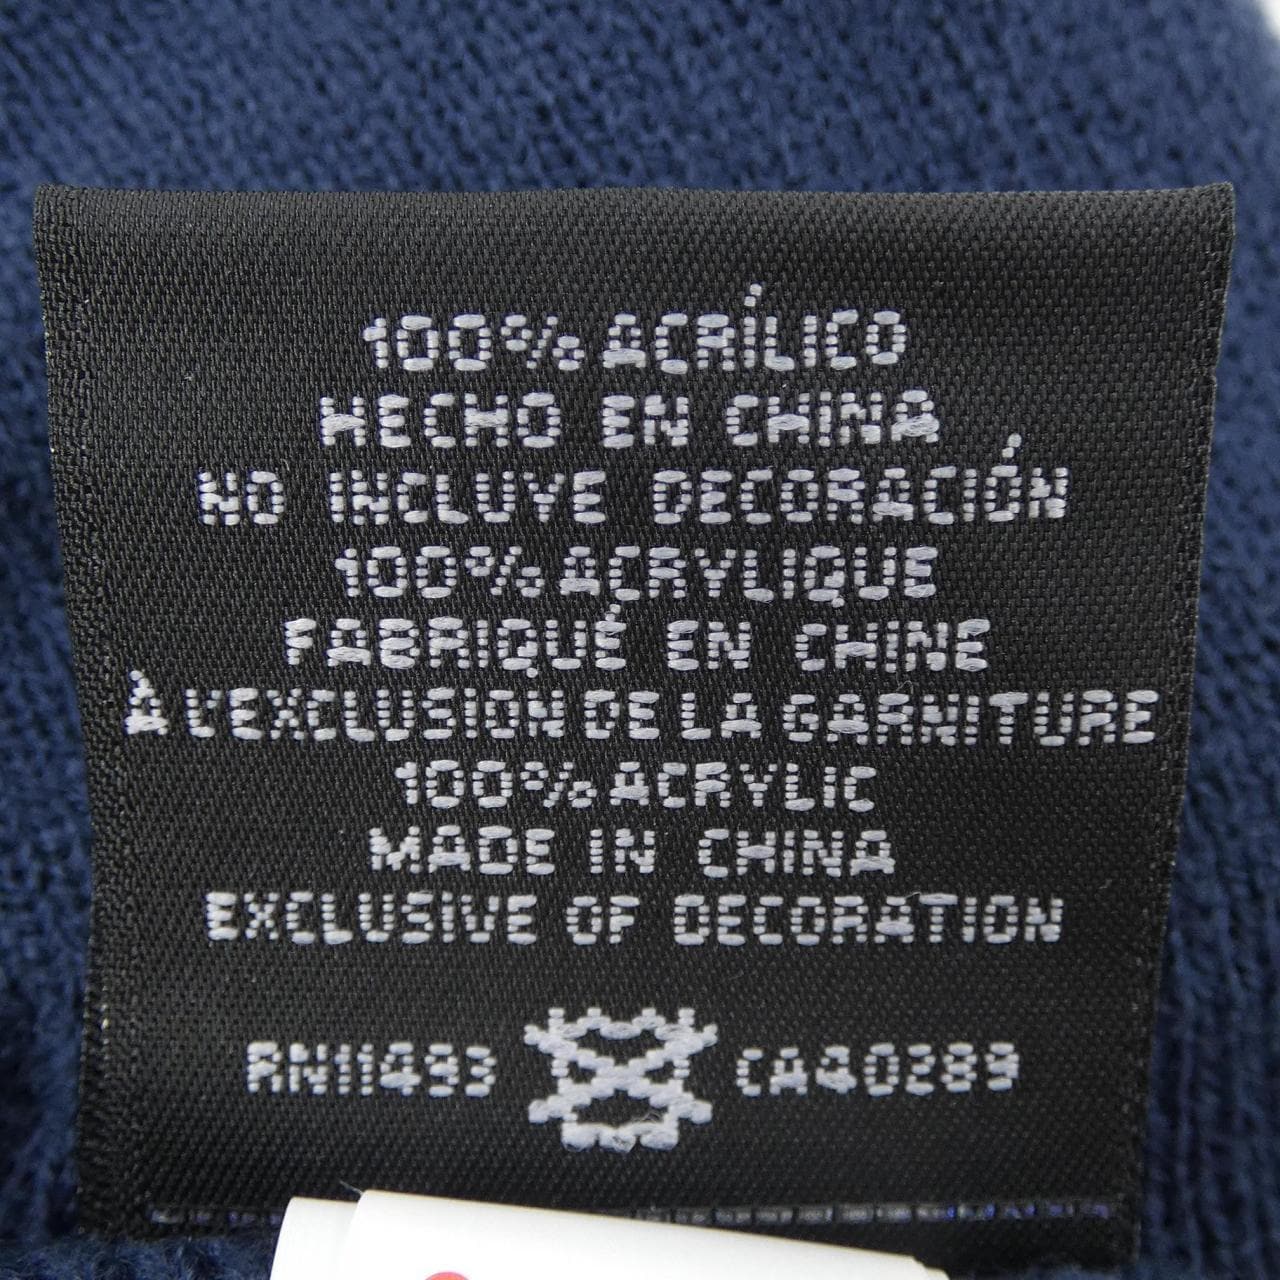 100% ACRÍLICO
HECHO EN CHINA
NO INCLUYE DECORACIÓN
100% ACRYLIQUE
FABRIQUÉ EN CHINE
À L'EXCLUSION DE LA GARNITURE
100% ACRYLIC
MADE IN CHINA
EXCLUSIVE OF DECORATION
RN11493 CA40289